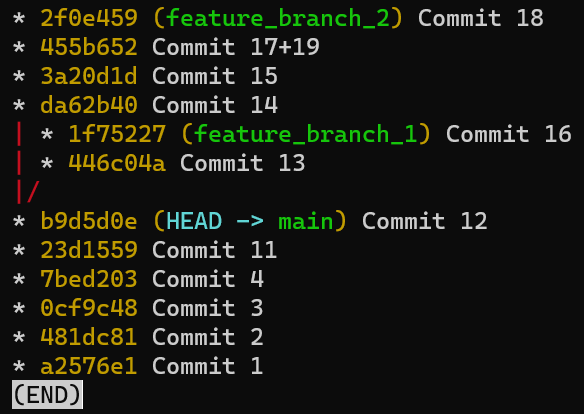 * 2f0e459 (feature_branch_2) Commit 18
* 455b652 Commit 17+19
* 3a20d1d Commit 15
* da62b40 Commit 14
| * 1f75227 (feature_branch_1) Commit 16
| * 446c04a Commit 13
|/
* b9d5d0e (HEAD -> main) Commit 12
* 23d1559 Commit 11
* 7bed203 Commit 4
* 0cf9c48 Commit 3
* 481dc81 Commit 2
* a2576e1 Commit 1
(END)